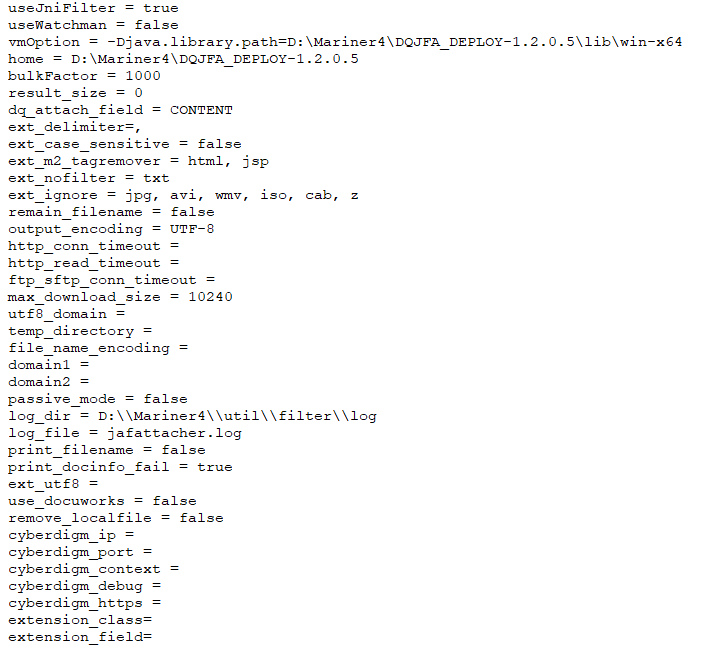 useJniFilter = true
useWatchman = false
vmOption = -Djava.library.path=D:\Mariner4\DQJFA_DEPLOY-1.2.0.5\lib\win-x64
home = D:\Mariner4\DQJFA_DEPLOY-1.2.0.5
bulkFactor = 1000
result_size = 0
dq_attach_field = CONTENT
ext_delimiter=,
ext_case_sensitive = false
ext_m2_tagremover = html, jsp
ext_nofilter = txt
ext_ignore = jpg, avi, wmv, iso, cab, z
remain_filename = false
output_encoding = UTF-8
http_conn_timeout =
http_read_timeout =
ftp_sftp_conn_timeout =
max_download_size = 10240
utf8_domain =
temp_directory =
file_name_encoding =
domain1 =
domain2 =
passive_mode = false
log_dir = D:\\Mariner4\\util\\filter\\log
log_file = jafattacher.log
print_filename = false
print_docinfo_fail = true
ext_utf8 =
use_docuworks = false
remove_localfile = false
cyberdigm_ip =
cyberdigm_port =
cyberdigm_context =
cyberdigm_debug =
cyberdigm_https =
extension_class=
extension_field=